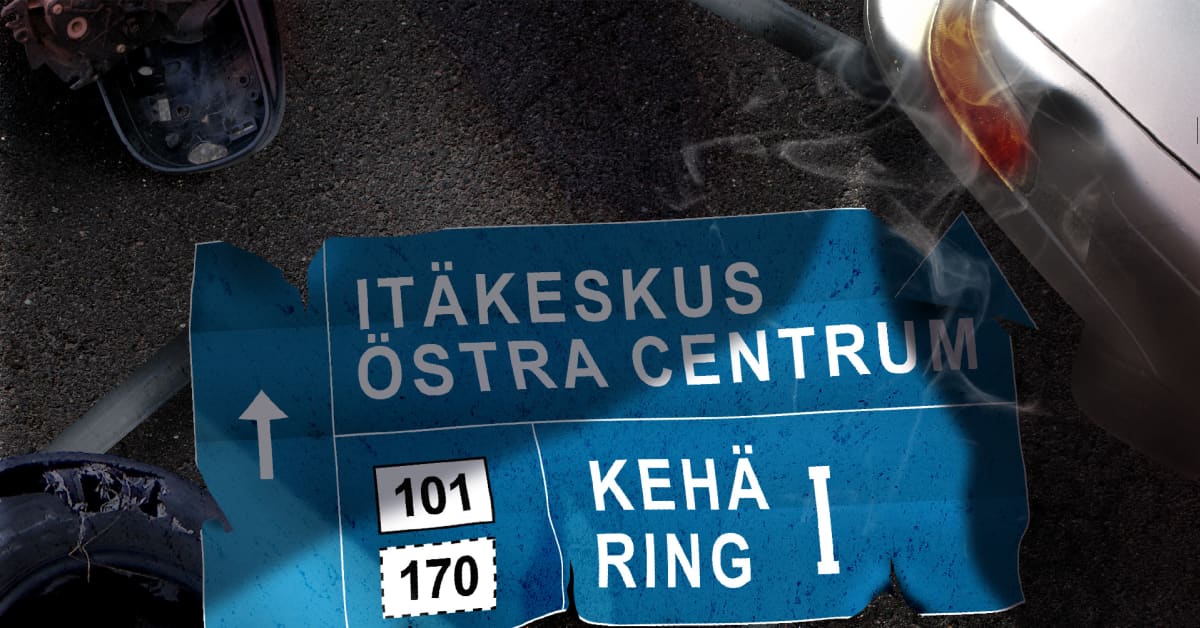 ITÄKESKUS
ÖSTRA CENTRUM
101
170
KEHÄ
RING
I